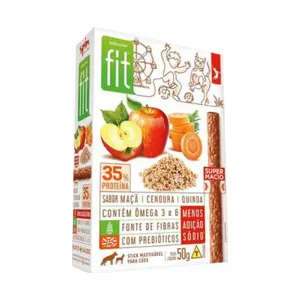 fit
35%
PROTEÍNA
SUPER
MACIO
SABOR MAÇÃ | CENOURA | QUINOA
CONTÉM ÔMEGA 3 e 6
FONTE DE FIBRAS
COM PREBIÓTICOS
MENOS
ADIÇÃO
SÓDIO
STICK MASTIGÁVEL
PARA CÃES
50g